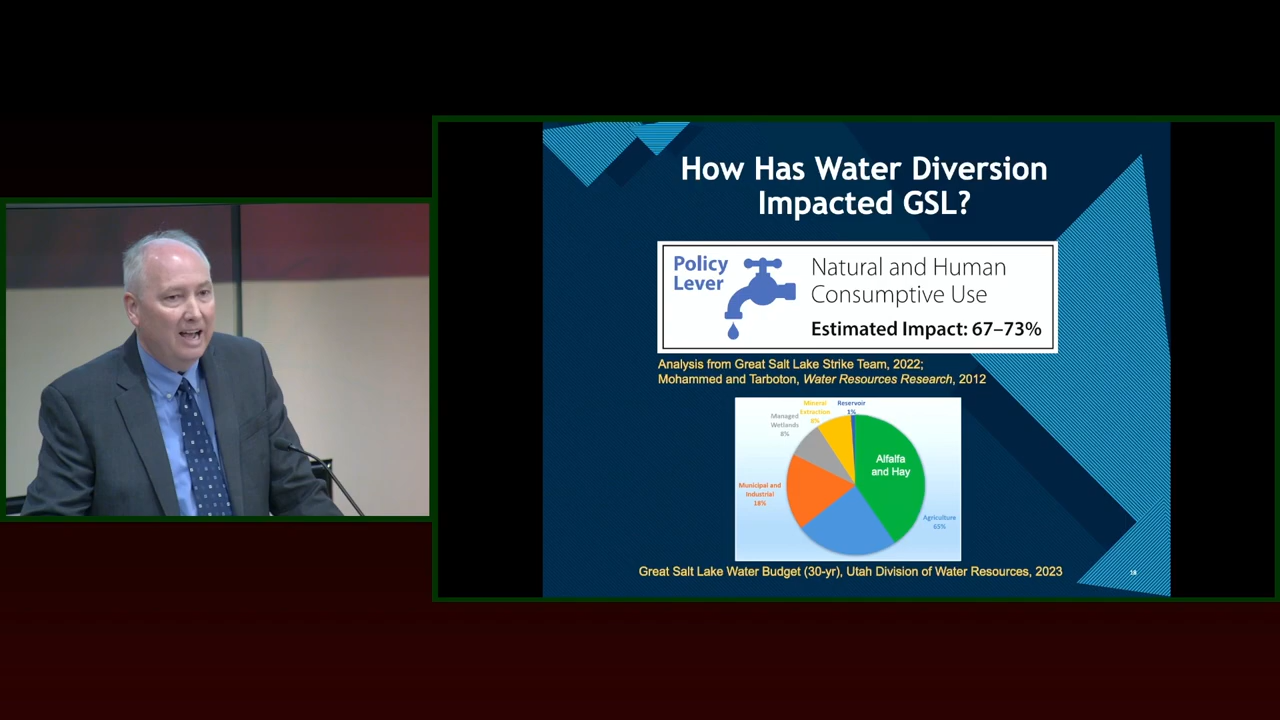 How Has Water Diversion
Impacted GSL?
Policy
Lever
Natural and Human
Consumptive Use
Estimated Impact: 67–73%
Analysis from Great Salt Lake Strike Team, 2022;
Mohammed and Tarboton, Water Resources Research, 2012
Mineral
Extraction
Reservoir
1%
Managed
Wetlands
8%
Alfalfa
and Hay
Municipal and
Industrial
18%
Agriculture
63%
Great Salt Lake Water Budget (30-yr), Utah Division of Water Resources, 2023
18